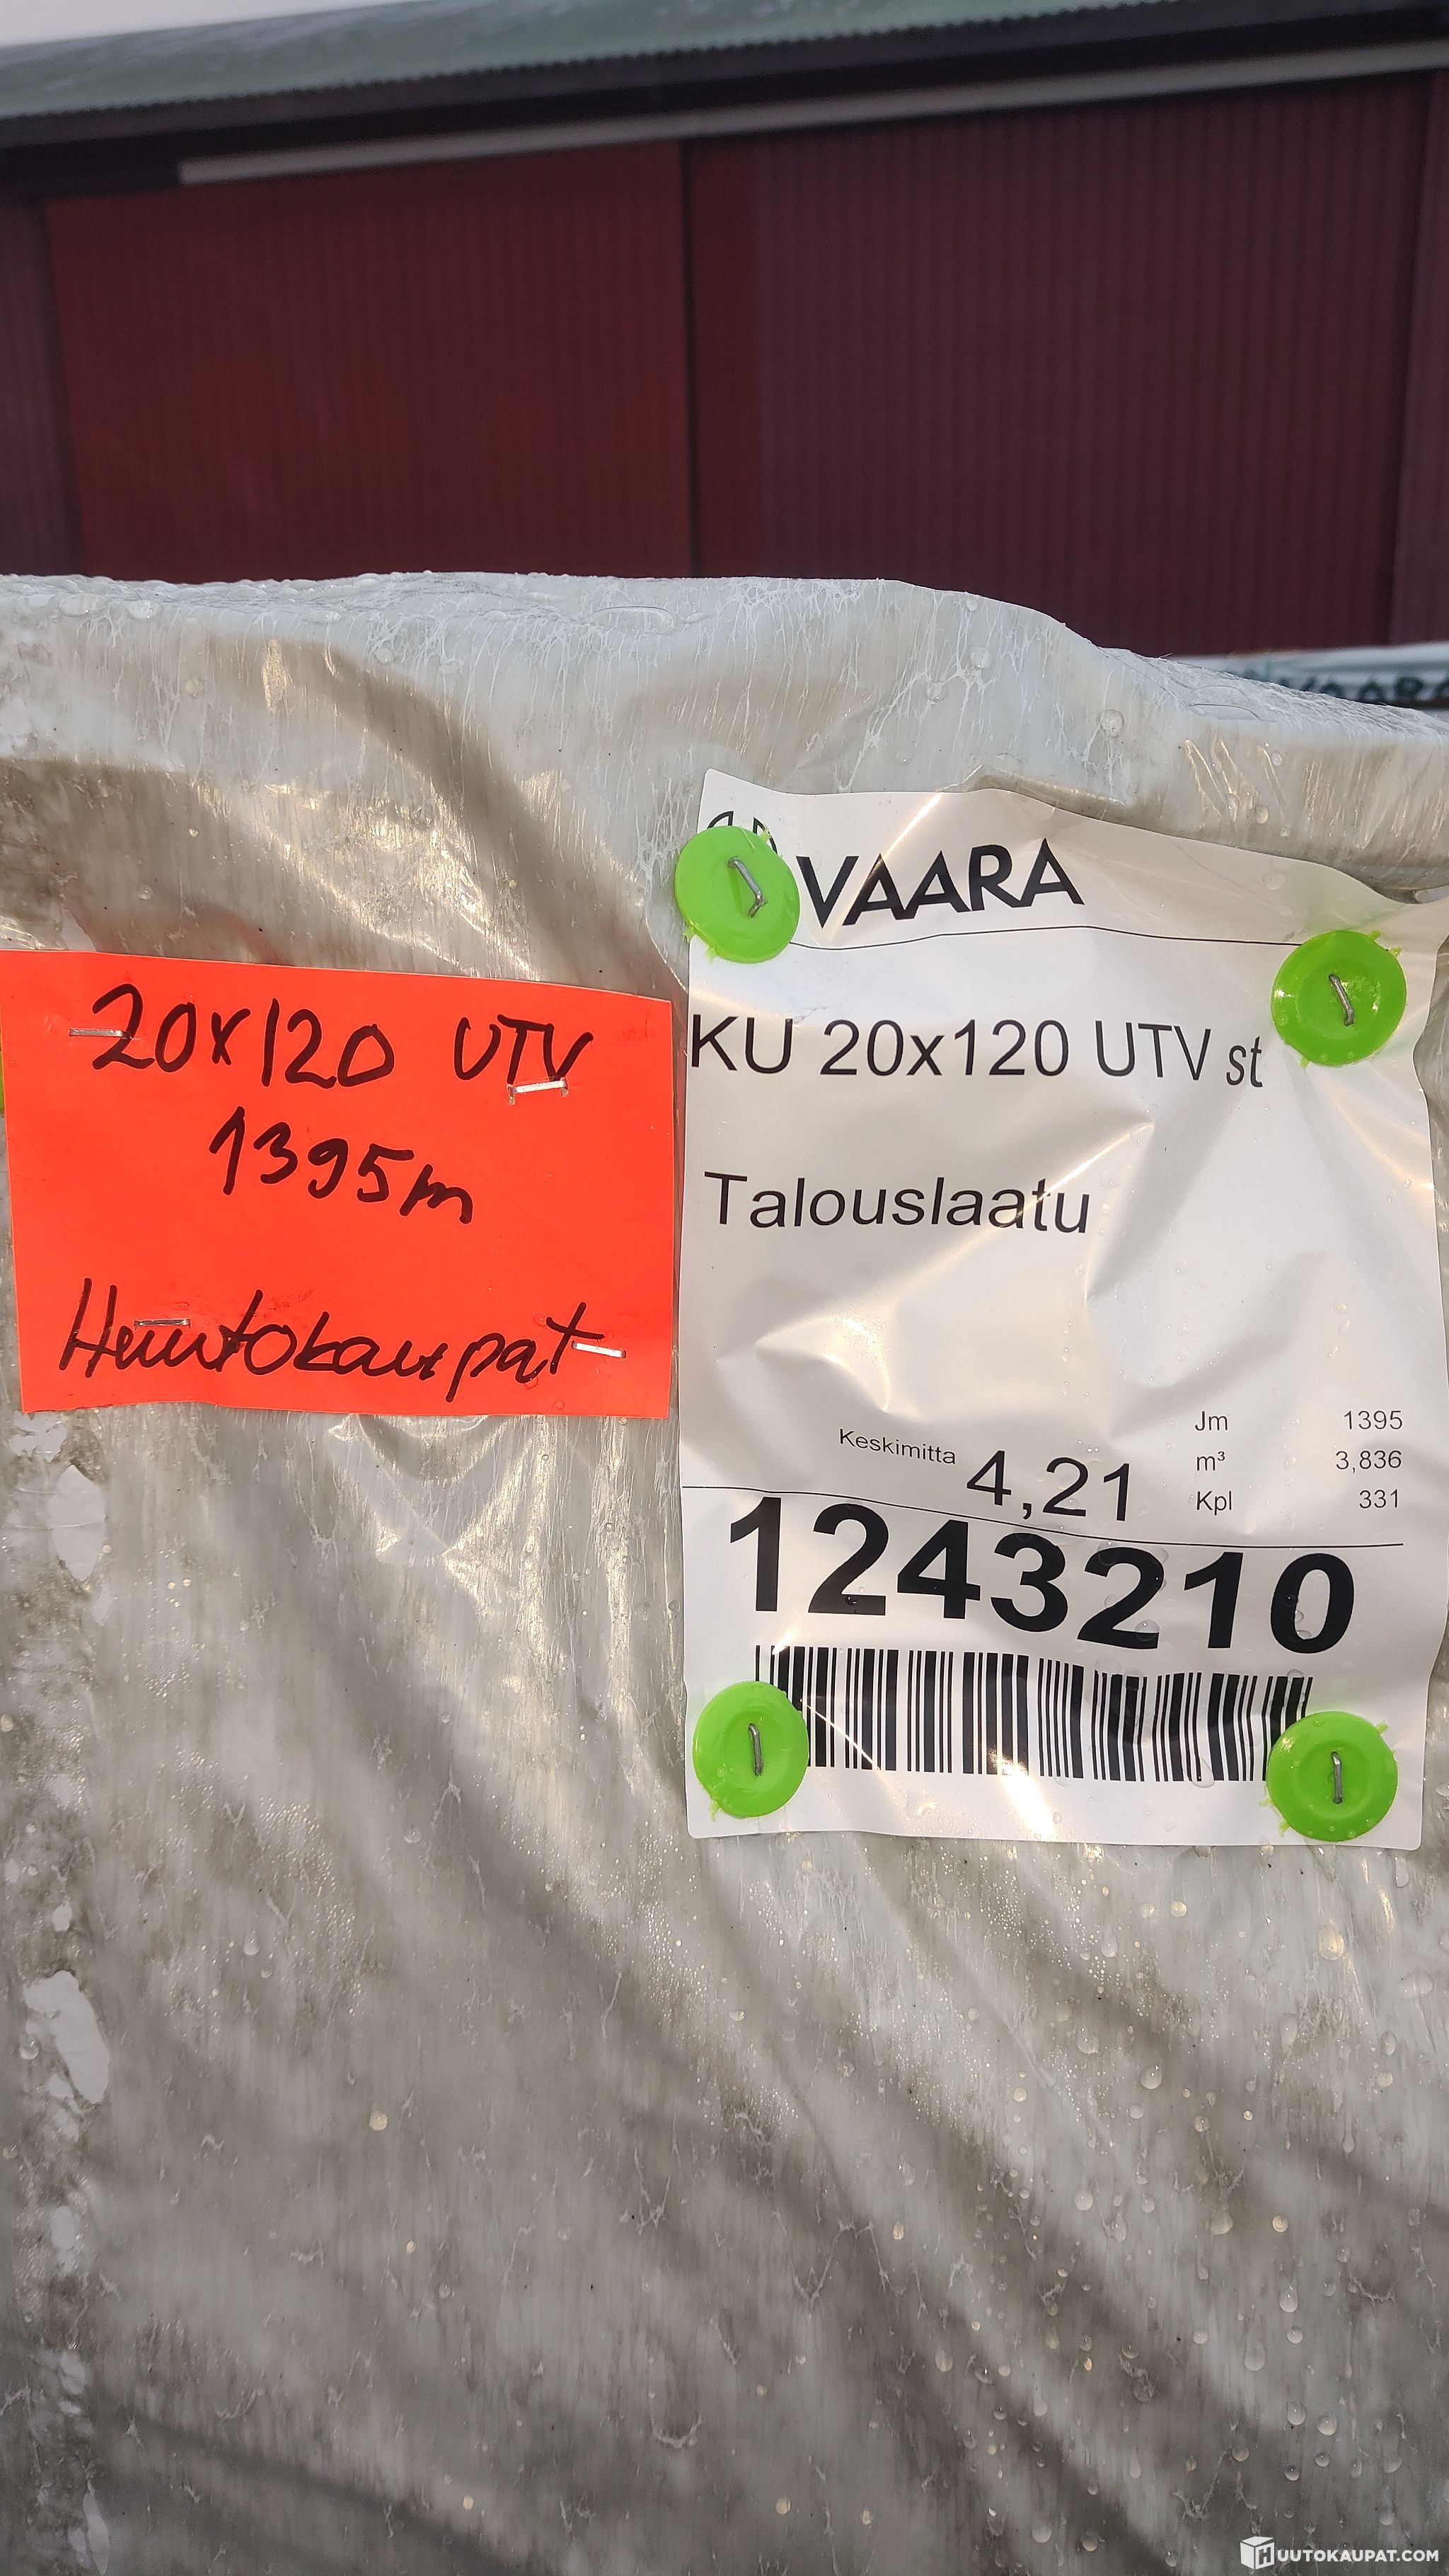 VAARA
20x120 UTV
1395m
Huutokaupat
VAARA
KU 20x120 UTV st
Talouslaatu
Keskimitta 4,21
Jm 1395
m³ 3,836
Kpl 331
1243210
HUUTOKAUPAT.COM